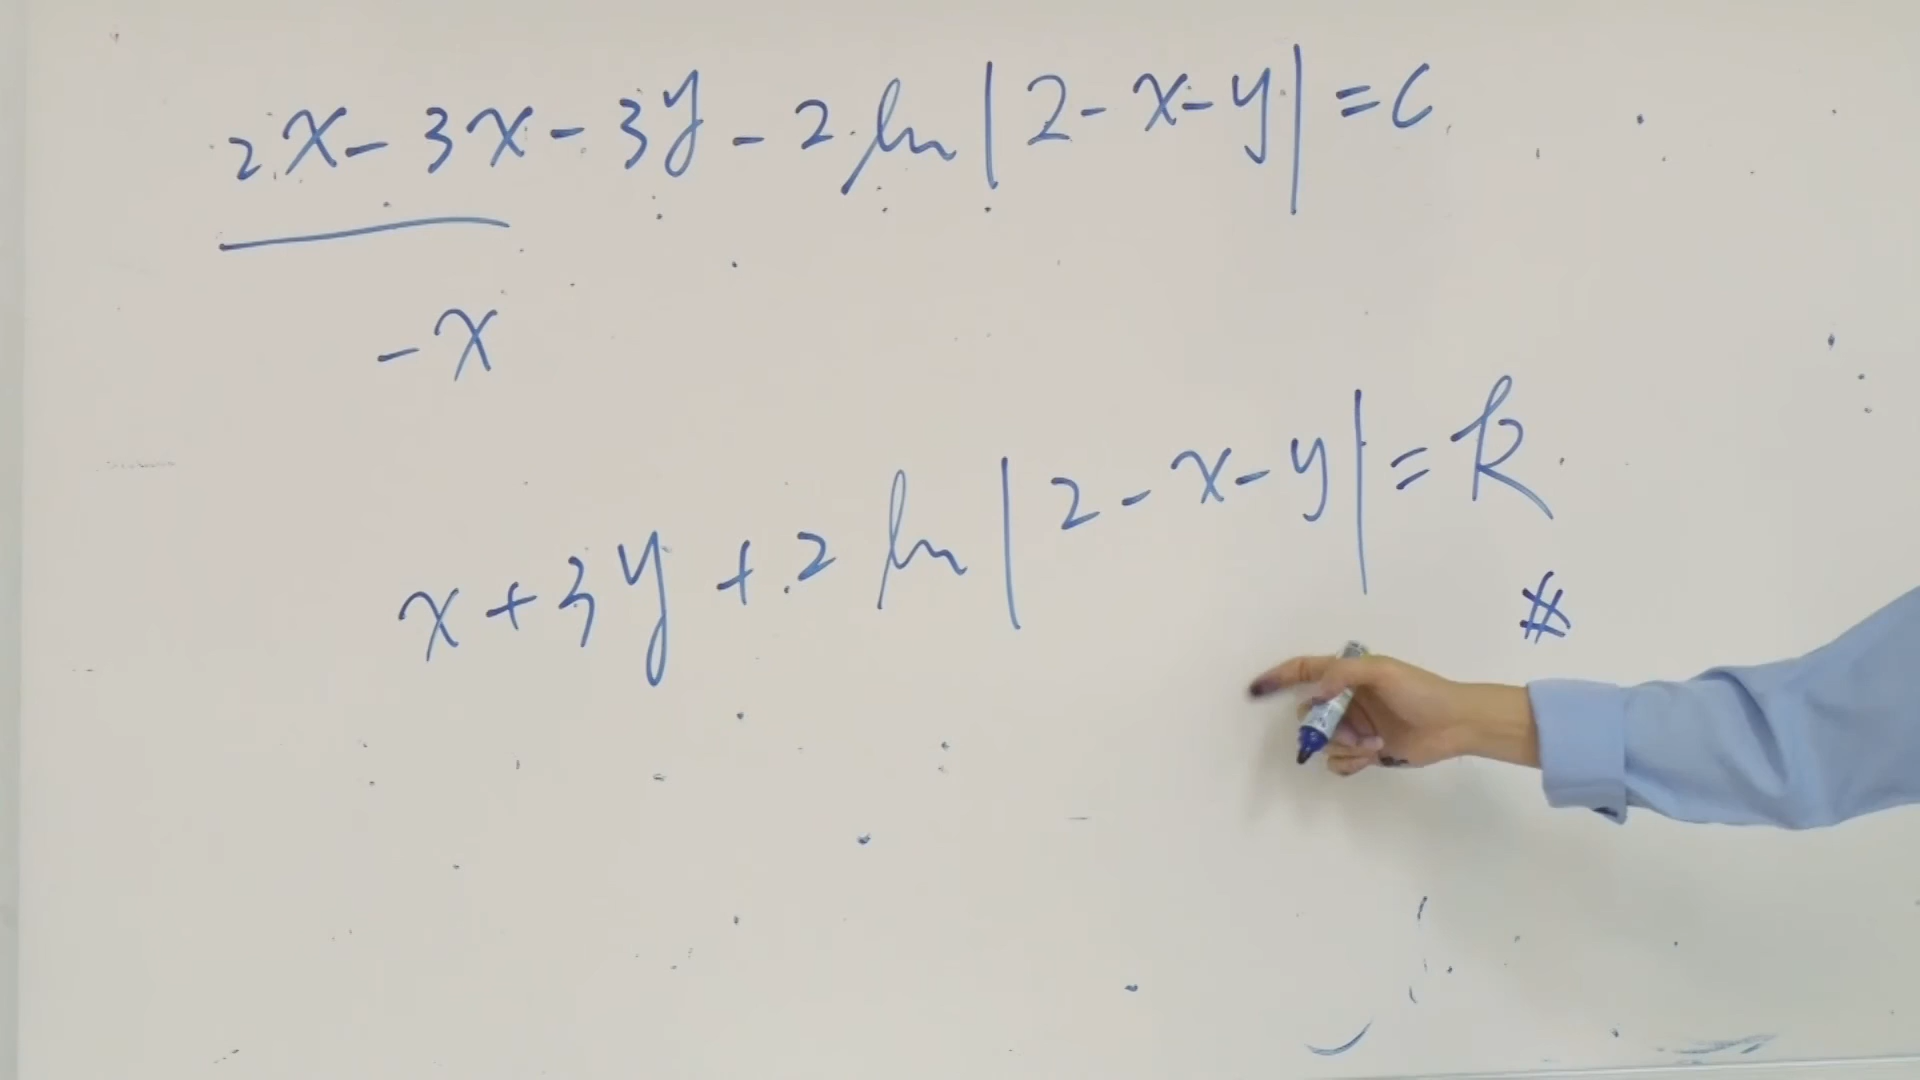 2x - 3x - 3y - 2 ln |2 - x - y| = c
- x
x + 3y + 2 ln |2 - x - y| = k
#